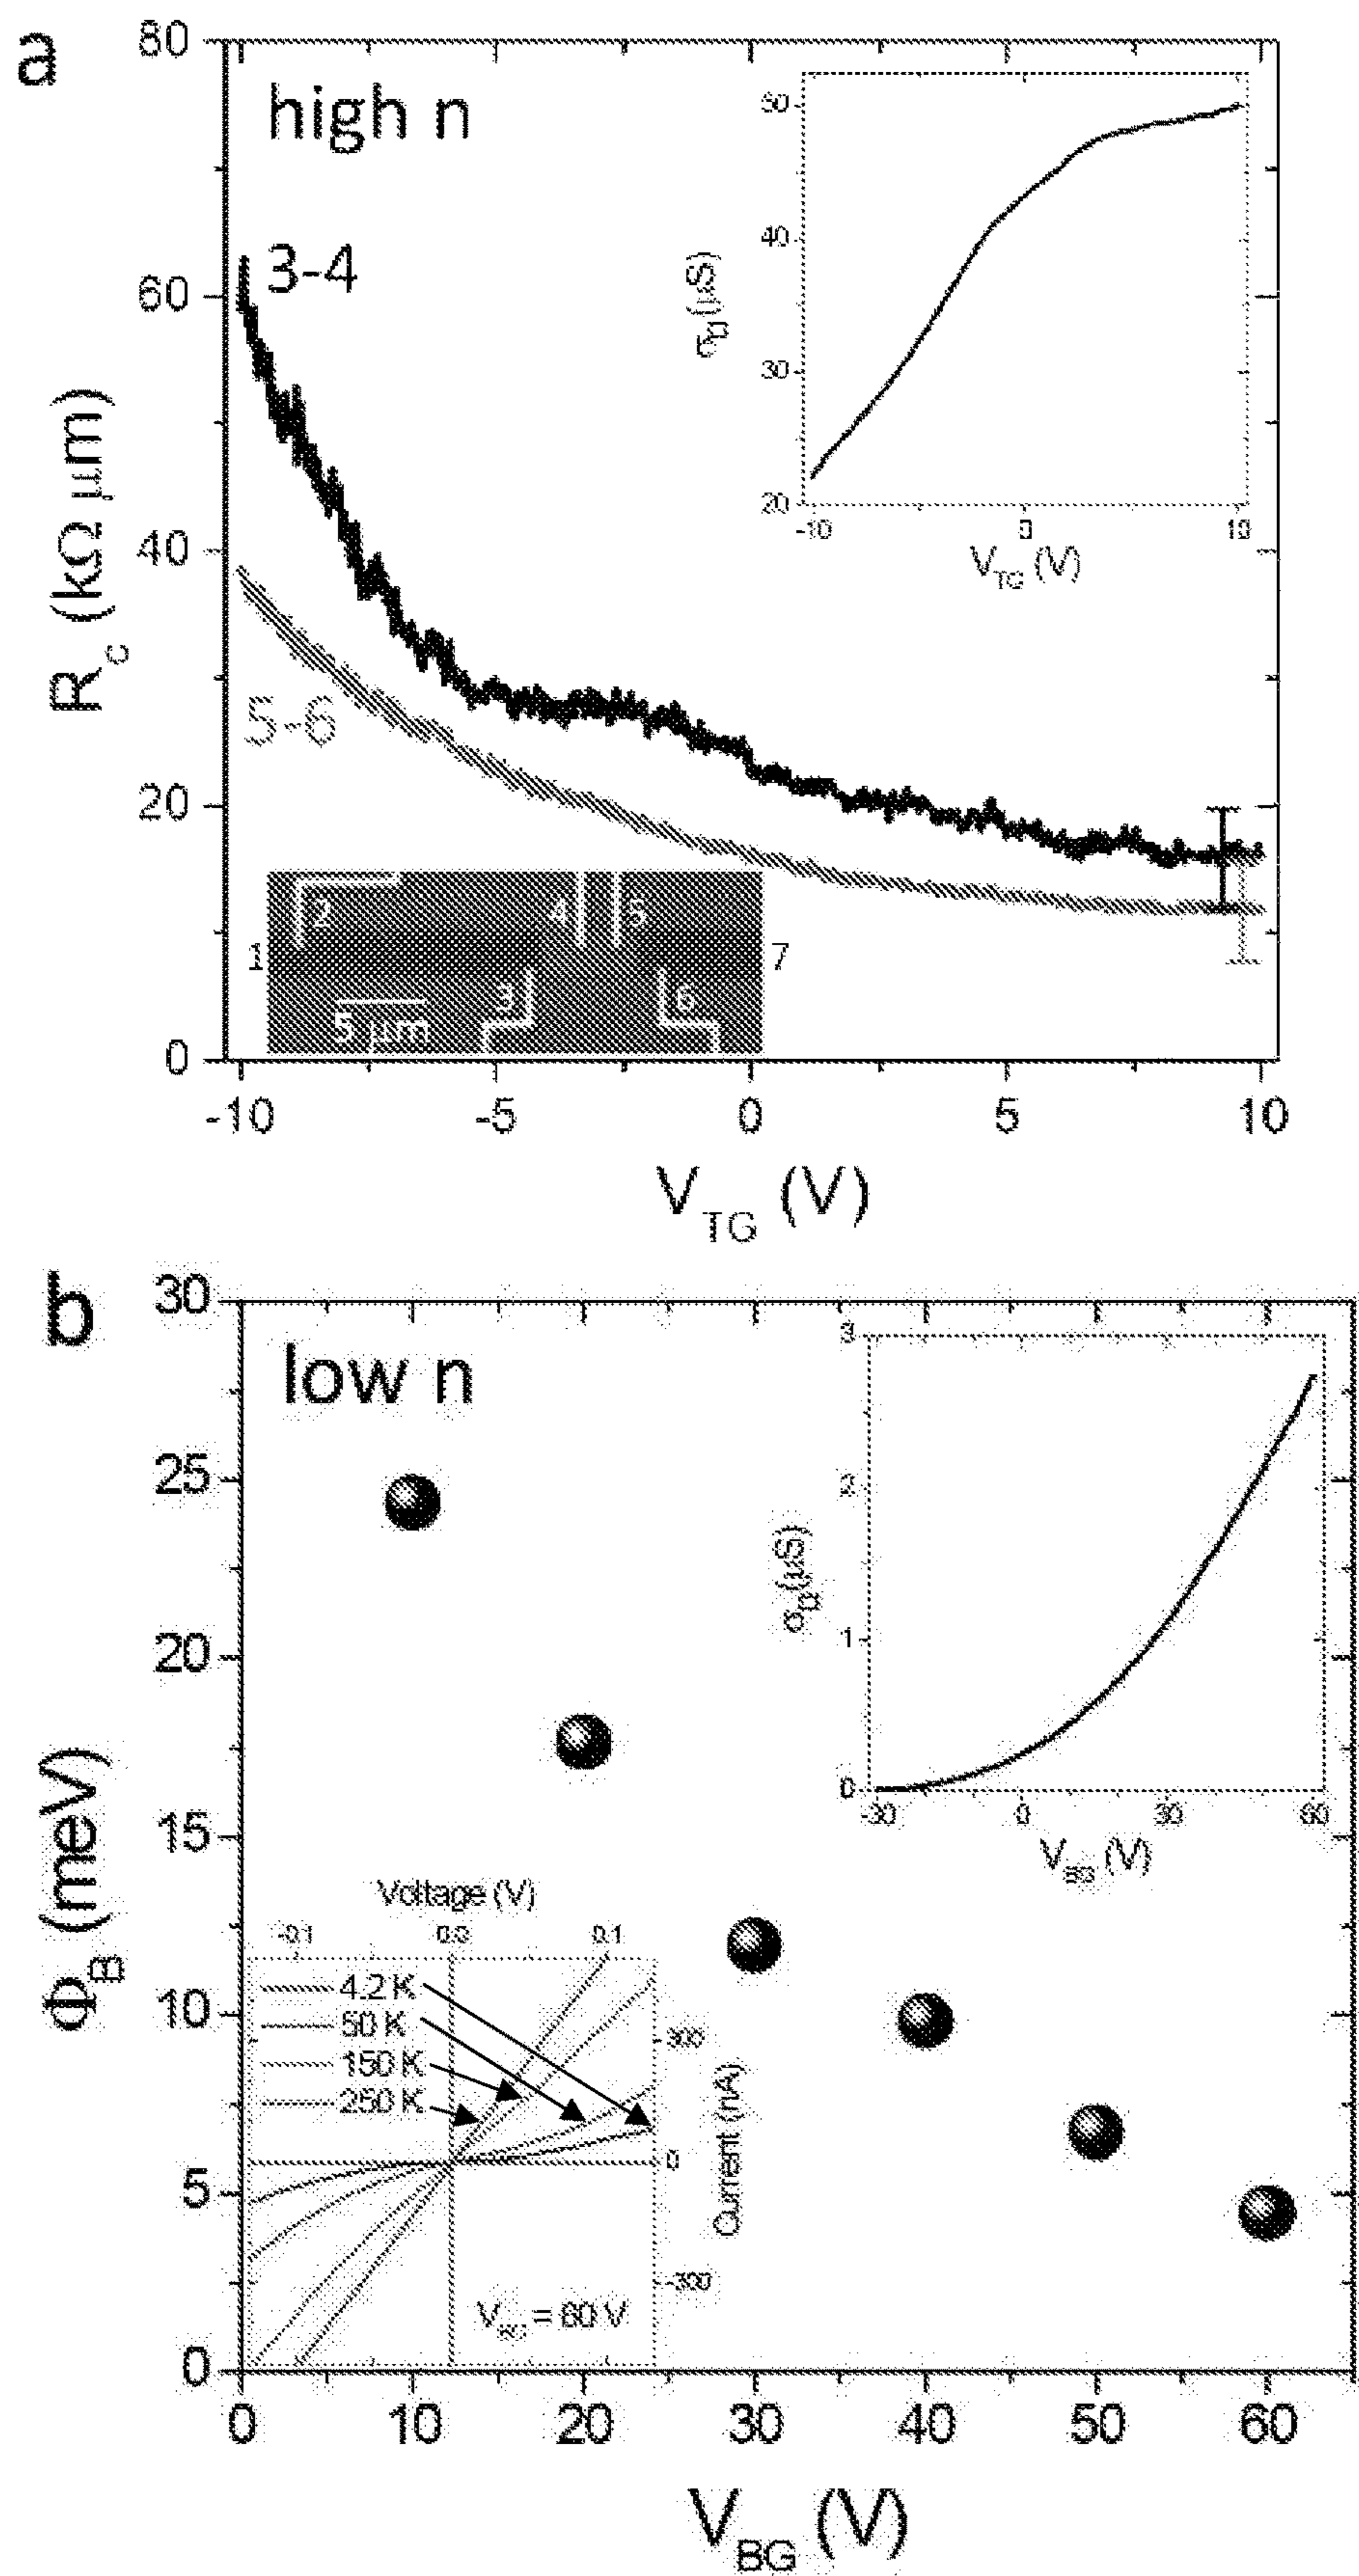 a
80
60
40
20
0
R_c (kΩ μm)
high n
3-4
5-6
50
40
30
20
σ_D (μS)
-10 0 10
V_TG (V)
1 2 3 4 5 6 7
5 μm
-10 -5 0 5 10
V_TG (V)
b
30
25
20
15
10
5
0
Φ_B (meV)
low n
3
2
1
0
σ_D (μS)
-30 0 30 60
V_BG (V)
Voltage (V)
-0.1 0.0 0.1
4.2 K
50 K
150 K
250 K
300
0
-300
Current (nA)
V_BG = 60 V
0 10 20 30 40 50 60
V_BG (V)